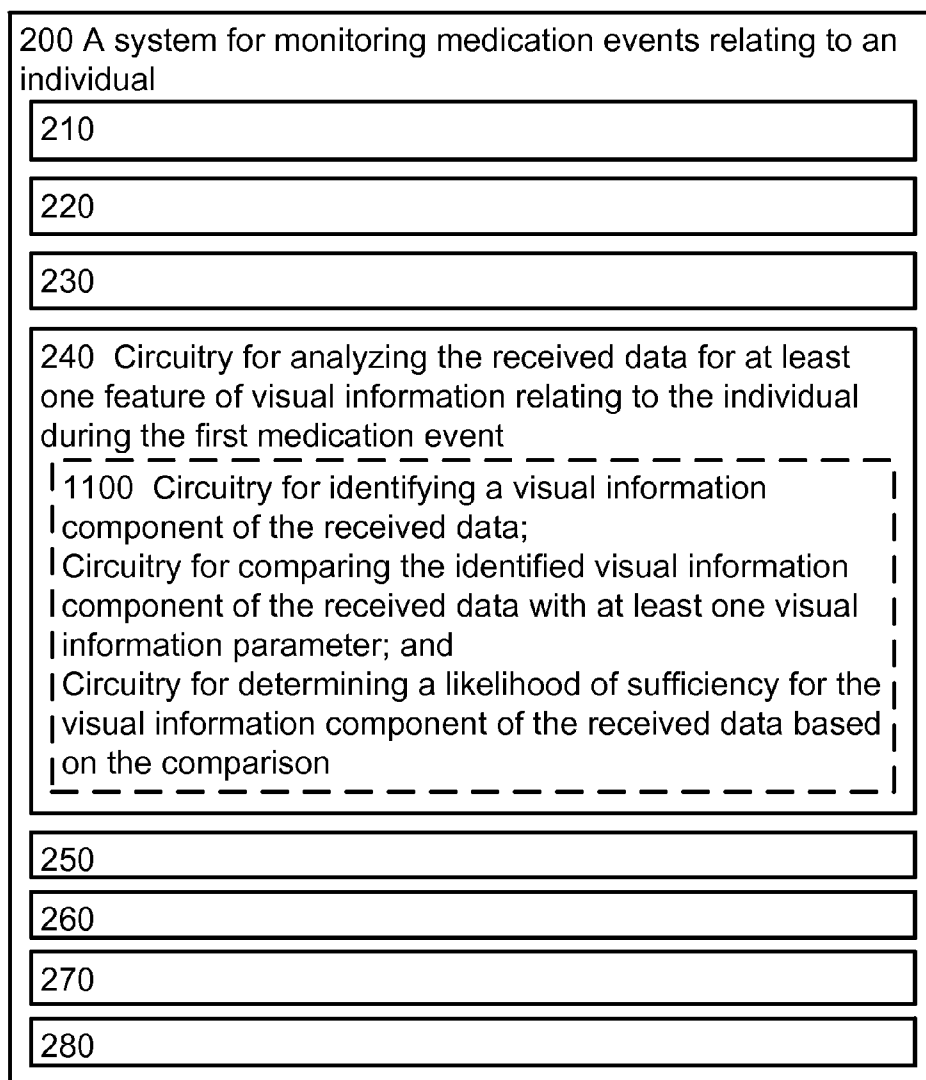 200 A system for monitoring medication events relating to an
individual
210
220
230
240 Circuitry for analyzing the received data for at least
one feature of visual information relating to the individual
during the first medication event
1100 Circuitry for identifying a visual information
component of the received data;
Circuitry for comparing the identified visual information
component of the received data with at least one visual
information parameter; and
Circuitry for determining a likelihood of sufficiency for the
visual information component of the received data based
on the comparison
250
260
270
280